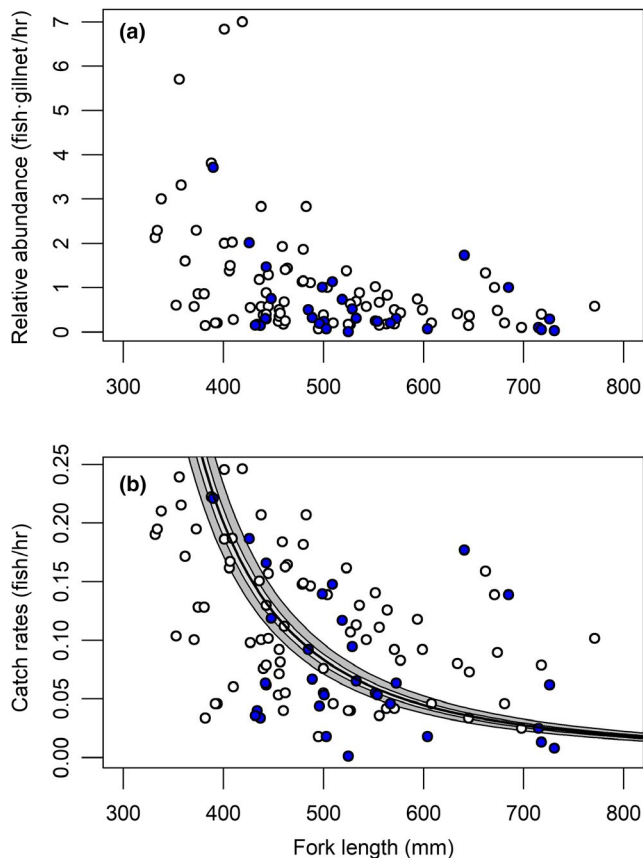 (a)
Relative abundance (fish·gillnet/hr)
7
6
5
4
3
2
1
0
300 400 500 600 700 800
(b)
Catch rates (fish/hr)
0.25
0.20
0.15
0.10
0.05
0.00
300 400 500 600 700 800
Fork length (mm)